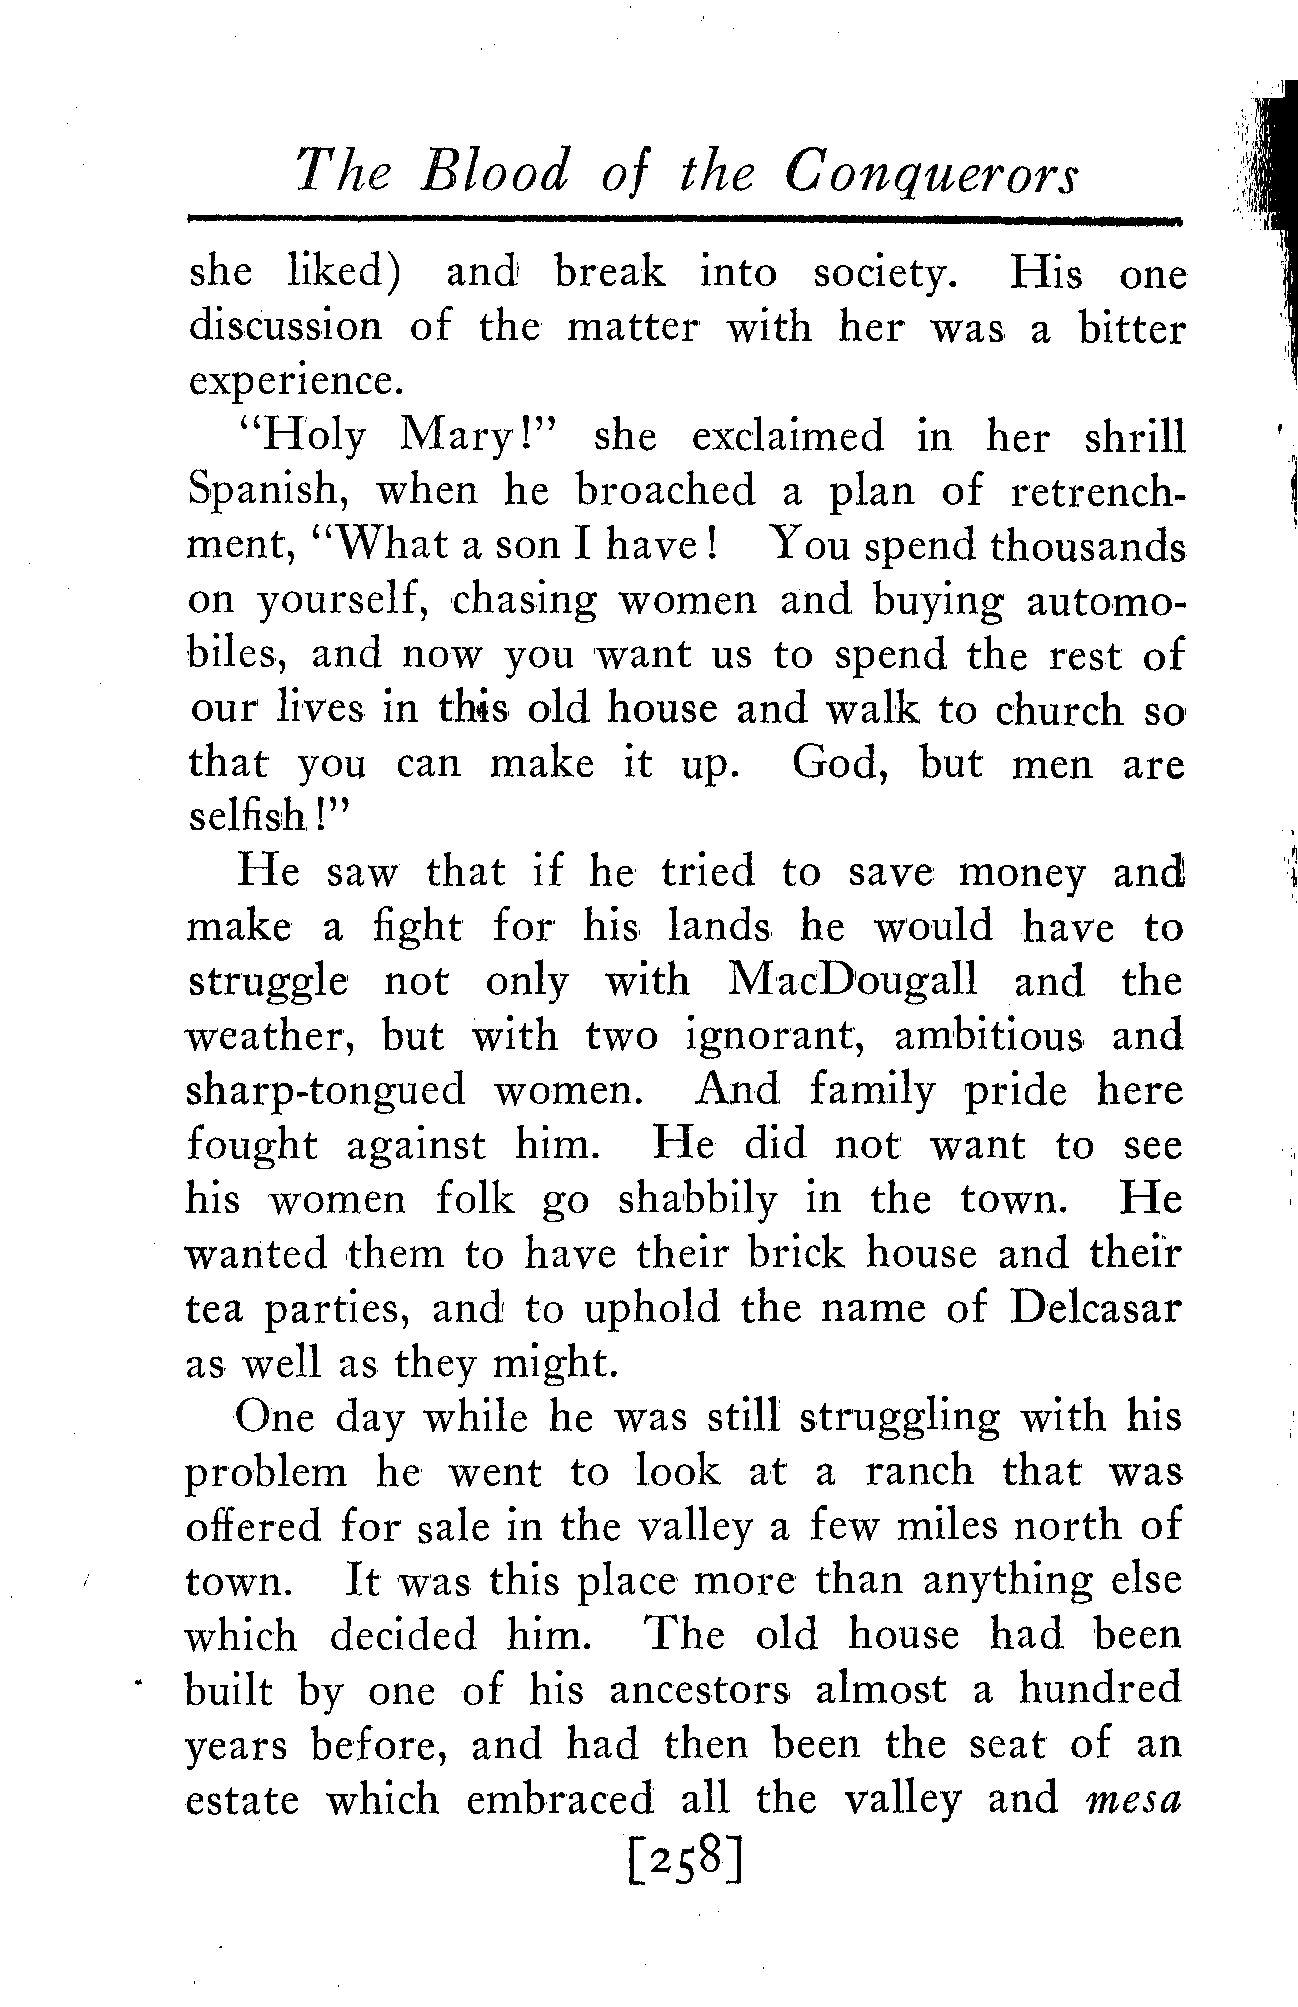 The Blood of the Conquerors
she liked) and break into society. His one
discussion of the matter with her was a bitter
experience.
"Holy Mary!" she exclaimed in her shrill
Spanish, when he broached a plan of retrench-
ment, "What a son I have! You spend thousands
on yourself, chasing women and buying automo-
biles, and now you want us to spend the rest of
our lives in this old house and walk to church so
that you can make it up. God, but men are
selfish!"
He saw that if he tried to save money and
make a fight for his lands he would have to
struggle not only with MacDougall and the
weather, but with two ignorant, ambitious and
sharp-tongued women. And family pride here
fought against him. He did not want to see
his women folk go shabbily in the town. He
wanted them to have their brick house and their
tea parties, and to uphold the name of Delcasar
as well as they might.
One day while he was still struggling with his
problem he went to look at a ranch that was
offered for sale in the valley a few miles north of
town. It was this place more than anything else
which decided him. The old house had been
built by one of his ancestors almost a hundred
years before, and had then been the seat of an
estate which embraced all the valley and mesa
[258]